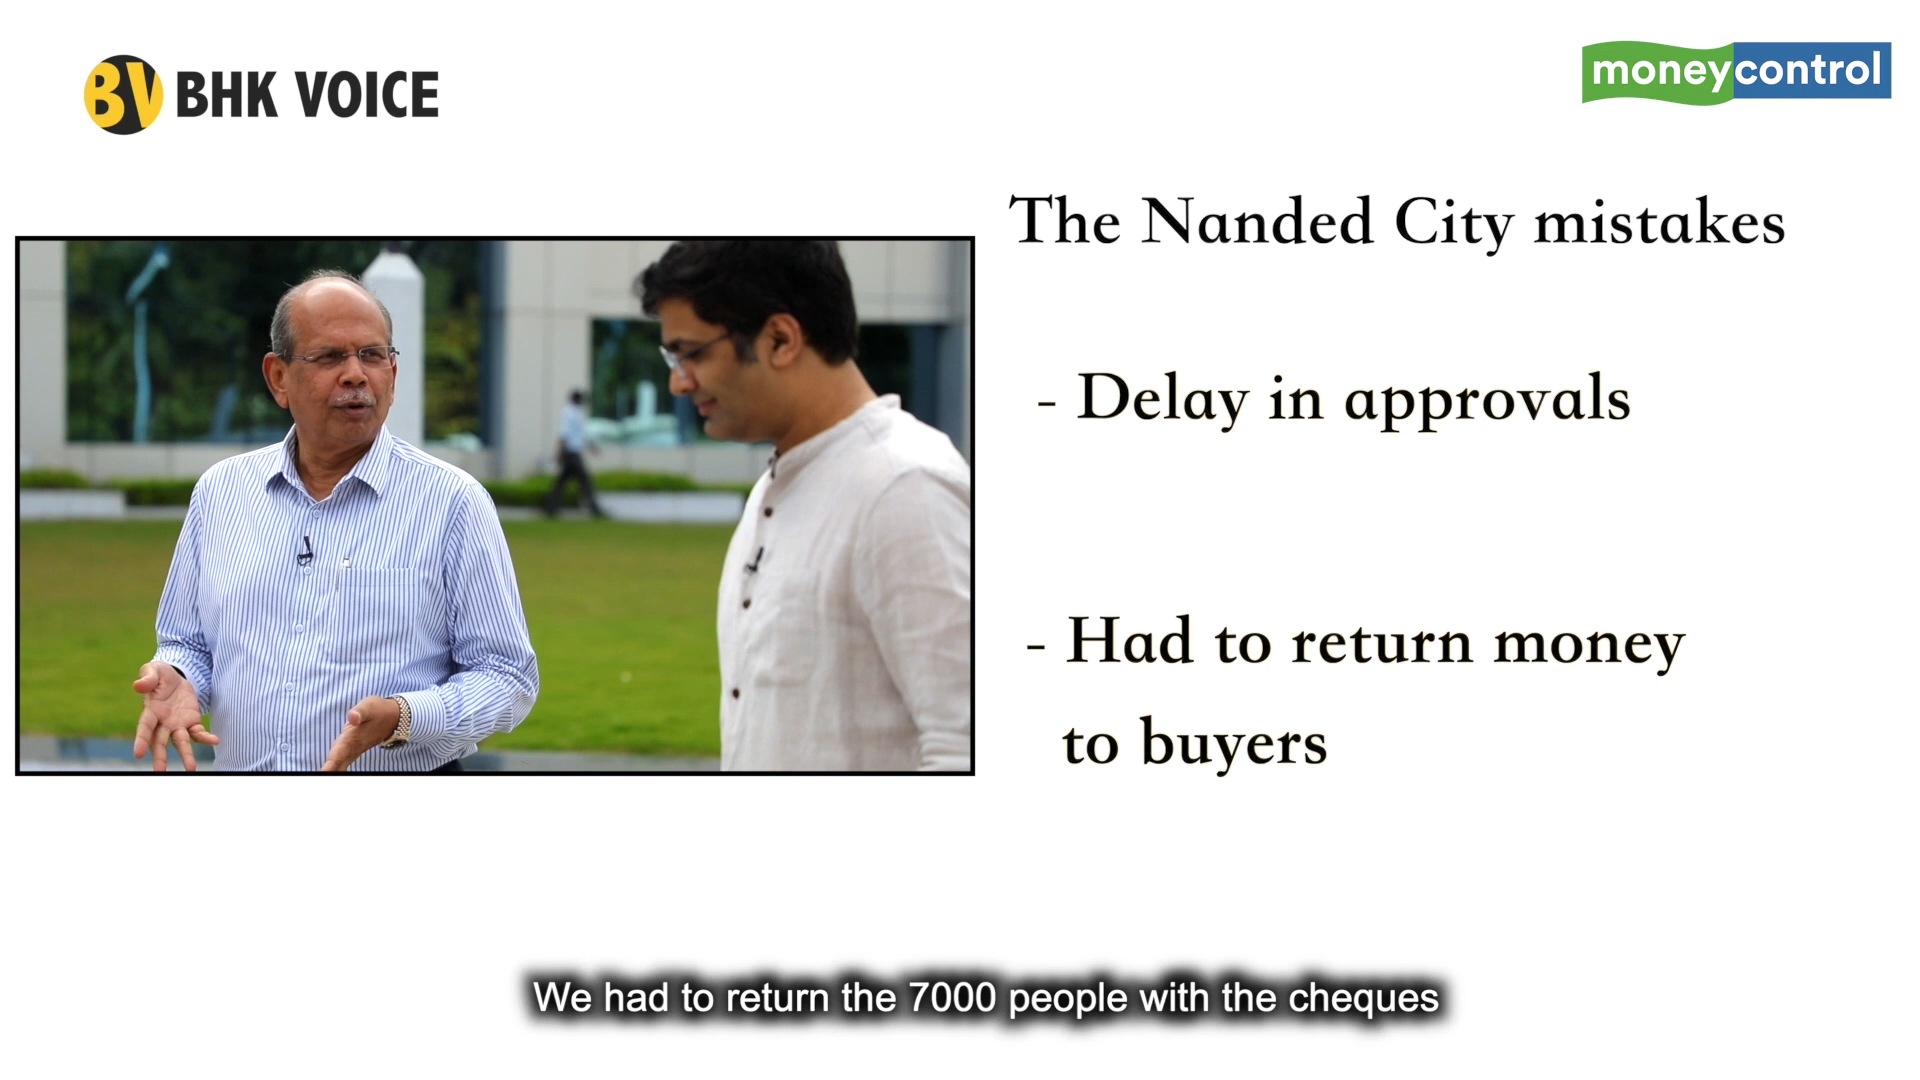 BV BHK VOICE
moneycontrol
The Nanded City mistakes
- Delay in approvals
- Had to return money
to buyers
We had to return the 7000 people with the cheques